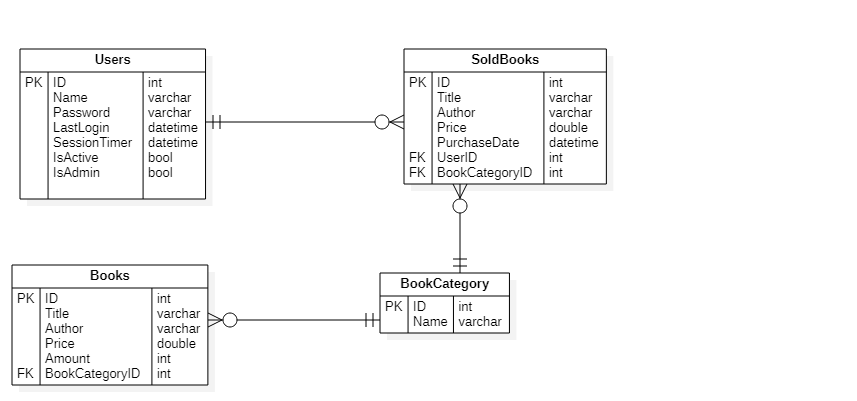 Users
PK ID int
Name varchar
Password varchar
LastLogin datetime
SessionTimer datetime
IsActive bool
IsAdmin bool
SoldBooks
PK ID int
Title varchar
Author varchar
Price double
PurchaseDate datetime
FK UserID int
FK BookCategoryID int
Books
PK ID int
Title varchar
Author varchar
Price double
Amount int
FK BookCategoryID int
BookCategory
PK ID int
Name varchar